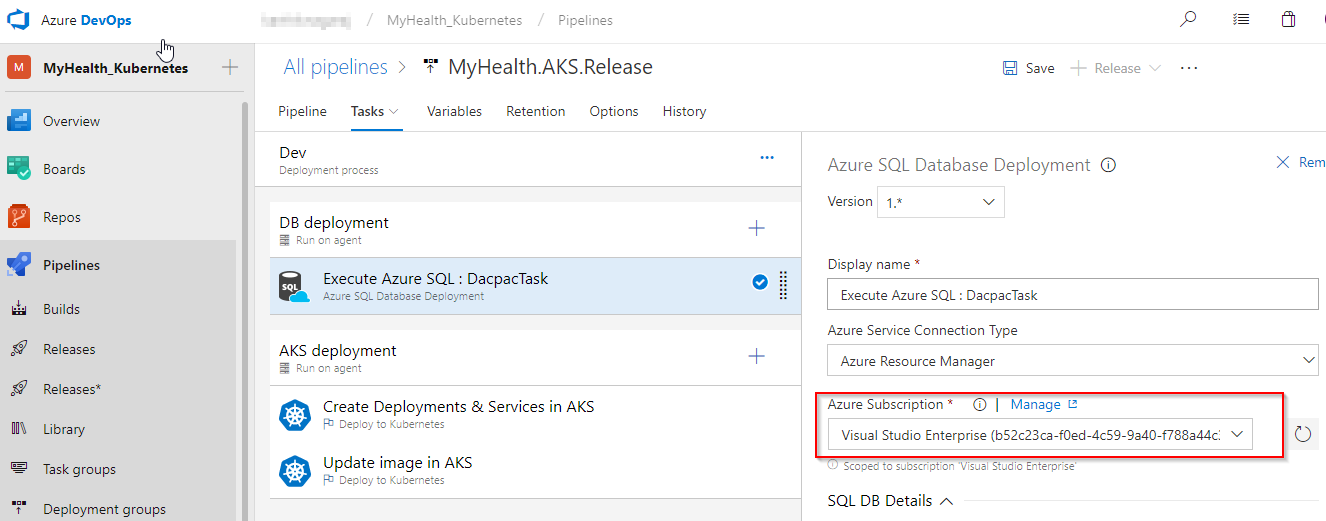 Azure DevOps / MyHealth_Kubernetes / Pipelines
M MyHealth_Kubernetes
Overview
Boards
Repos
Pipelines
Builds
Releases
Releases*
Library
Task groups
Deployment groups
All pipelines > MyHealth.AKS.Release
Save Release ...
Pipeline Tasks Variables Retention Options History
Dev
Deployment process
DB deployment
Run on agent
SQL
Execute Azure SQL : DacpacTask
Azure SQL Database Deployment
AKS deployment
Run on agent
Create Deployments & Services in AKS
Deploy to Kubernetes
Update image in AKS
Deploy to Kubernetes
Azure SQL Database Deployment
Rem
Version 1.*
Display name *
Execute Azure SQL : DacpacTask
Azure Service Connection Type
Azure Resource Manager
Azure Subscription * | Manage
Visual Studio Enterprise (b52c23ca-f0ed-4c59-9a40-f788a44c
Scoped to subscription 'Visual Studio Enterprise'
SQL DB Details